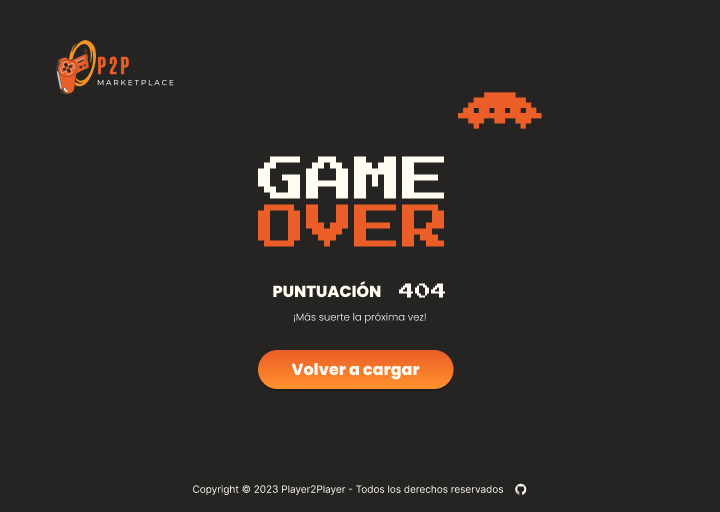 P2P
MARKETPLACE
GAME
OVER
PUNTUACIÓN 404
¡Más suerte la próxima vez!
Volver a cargar
Copyright © 2023 Player2Player - Todos los derechos reservados